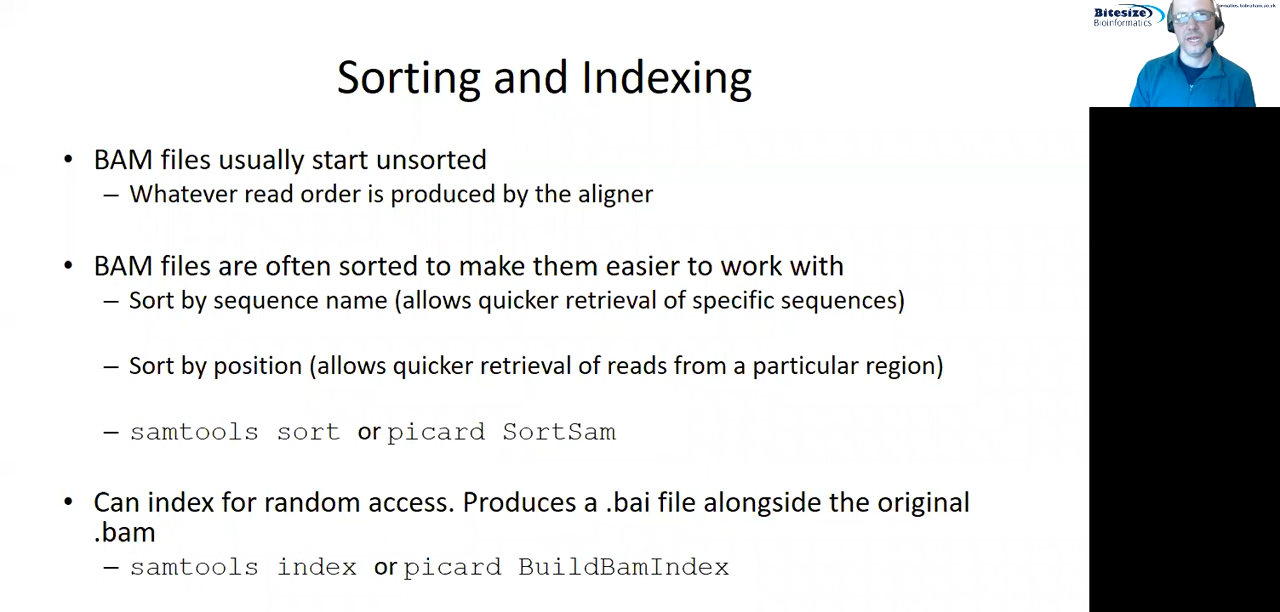 Bitesize
Bioinformatics
Sorting and Indexing
• BAM files usually start unsorted
– Whatever read order is produced by the aligner
• BAM files are often sorted to make them easier to work with
– Sort by sequence name (allows quicker retrieval of specific sequences)
– Sort by position (allows quicker retrieval of reads from a particular region)
– samtools sort or picard SortSam
• Can index for random access. Produces a .bai file alongside the original
.bam
– samtools index or picard BuildBamIndex